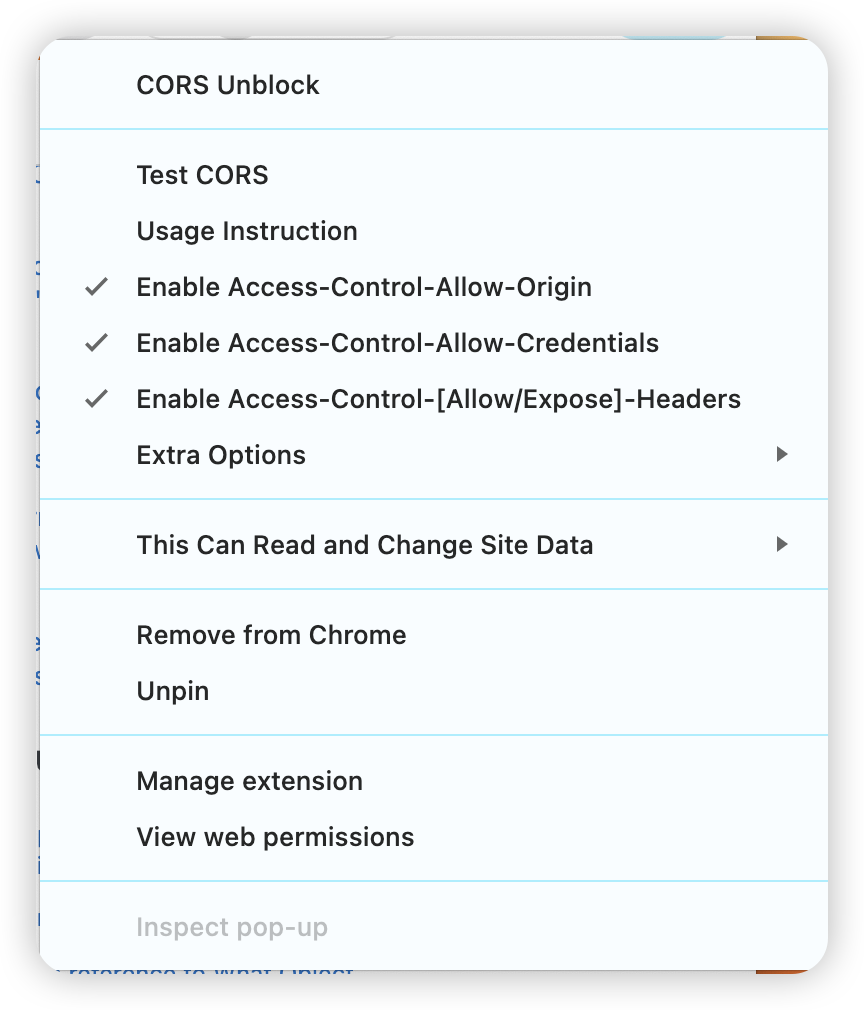 CORS Unblock
Test CORS
Usage Instruction
Enable Access-Control-Allow-Origin
Enable Access-Control-Allow-Credentials
Enable Access-Control-[Allow/Expose]-Headers
Extra Options
This Can Read and Change Site Data
Remove from Chrome
Unpin
Manage extension
View web permissions
Inspect pop-up